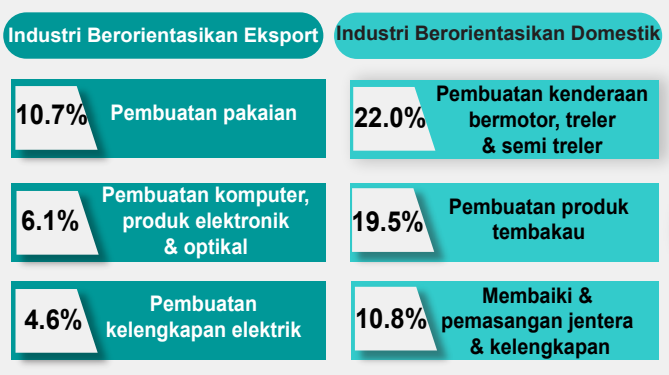 Industri Berorientasikan Eksport
10.7%
Pembuatan pakaian
6.1%
Pembuatan komputer,
produk elektronik
& optikal
4.6%
Pembuatan
kelengkapan elektrik
Industri Berorientasikan Domestik
22.0%
Pembuatan kenderaan
bermotor, treler
& semi treler
19.5%
Pembuatan produk
tembakau
10.8%
Membaiki &
pemasangan jentera
& kelengkapan